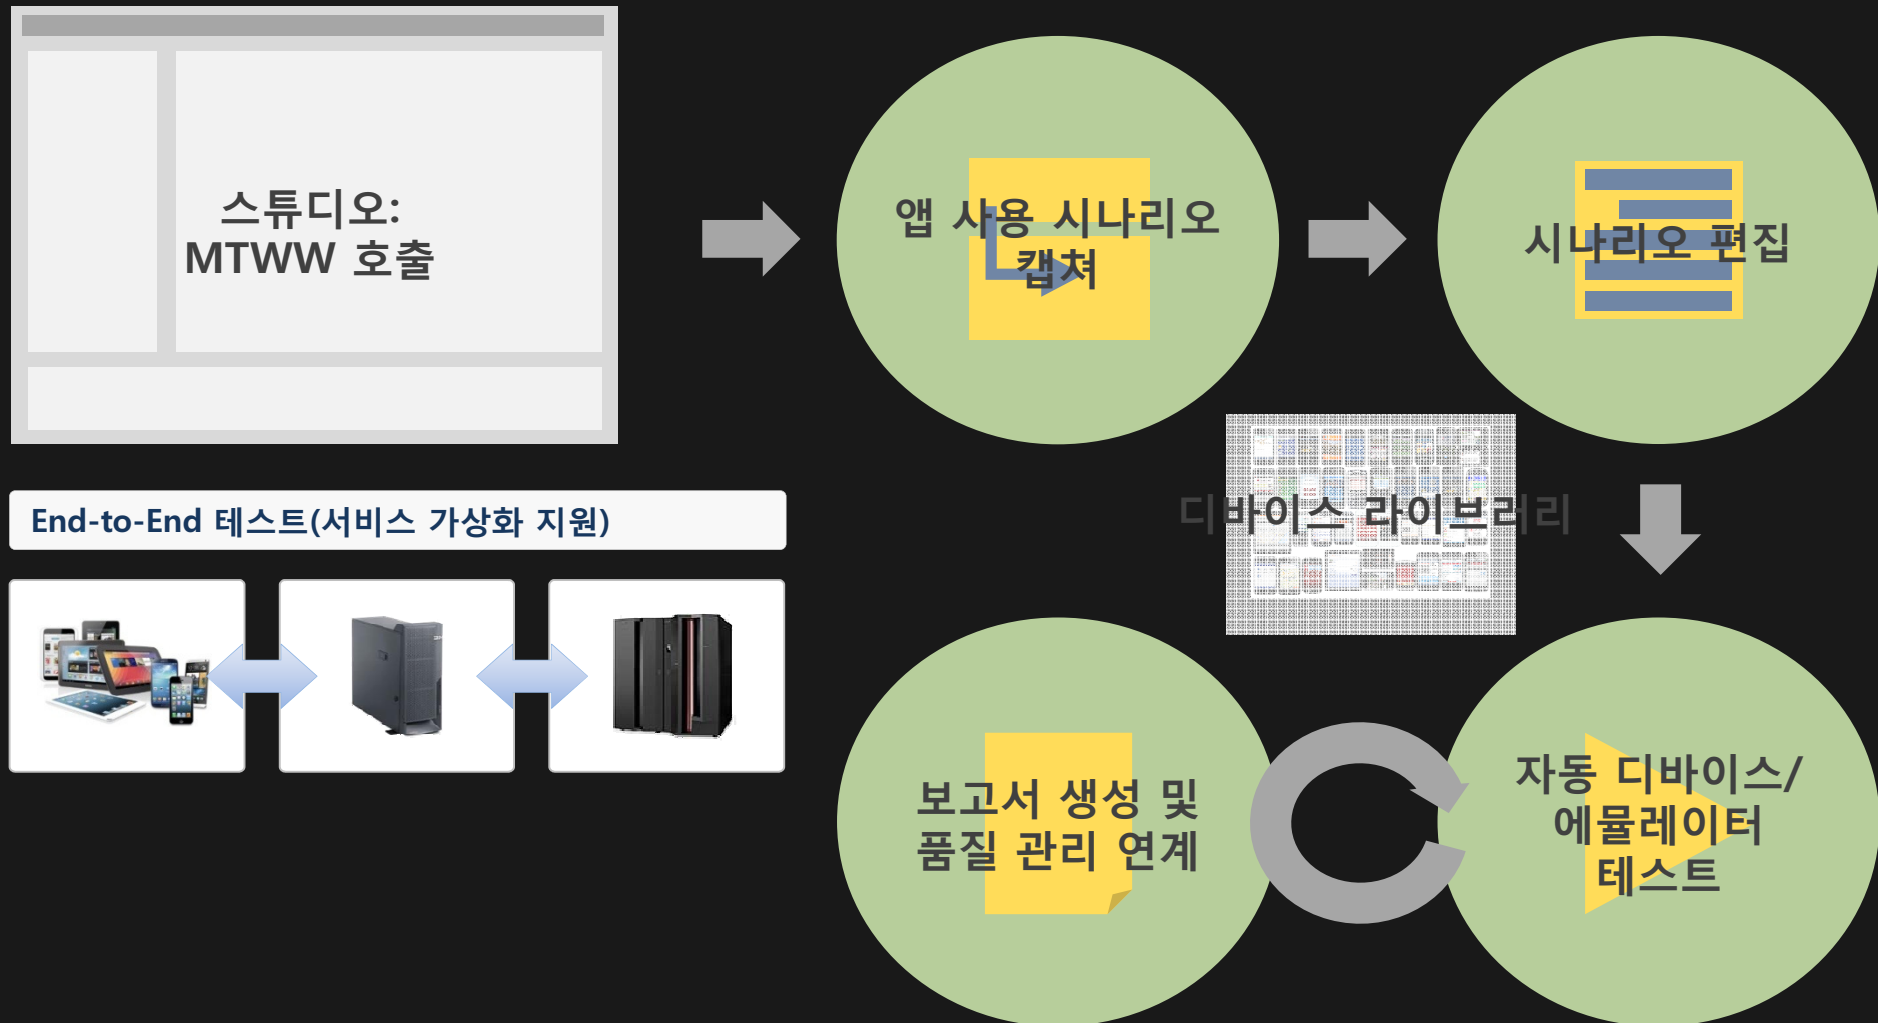 스튜디오:
MTWW 호출
앱 사용 시나리오
캡쳐
시나리오 편집
End-to-End 테스트(서비스 가상화 지원)
디바이스 라이브러리
보고서 생성 및
품질 관리 연계
자동 디바이스/
에뮬레이터
테스트